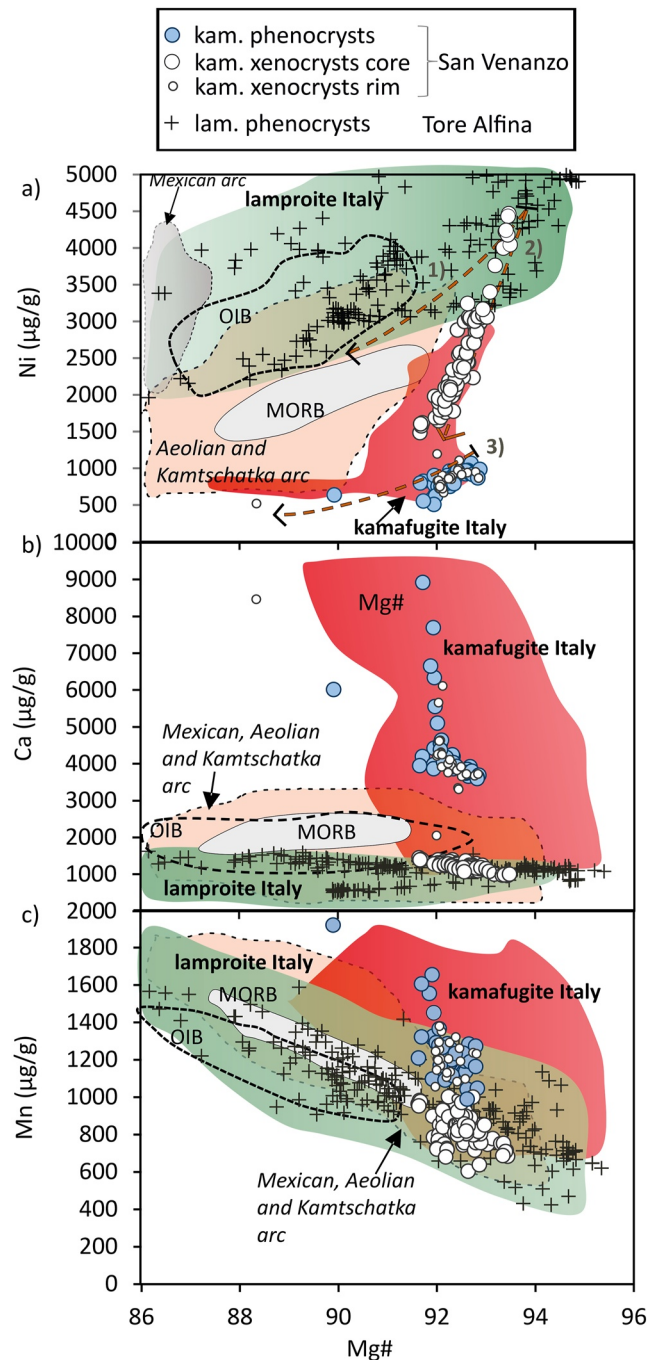 kam. phenocrysts
kam. xenocrysts core
kam. xenocrysts rim
San Venanzo
lam. phenocrysts
Tore Alfina
a)
5000
4500
4000
3500
3000
2500
2000
1500
1000
500
0
Ni (µg/g)
Mexican arc
lamproite Italy
1)
2)
OIB
MORB
Aeolian and
Kamtschatka arc
3)
kamafugite Italy
b)
10000
9000
8000
7000
6000
5000
4000
3000
2000
1000
Ca (µg/g)
Mg#
kamafugite Italy
Mexican, Aeolian
and Kamtschatka
arc
OIB
MORB
lamproite Italy
c)
2000
1800
1600
1400
1200
1000
800
600
400
200
0
Mn (µg/g)
lamproite Italy
MORB
kamafugite Italy
OIB
Mexican, Aeolian
and Kamtschatka
arc
86
88
90
92
94
96
Mg#